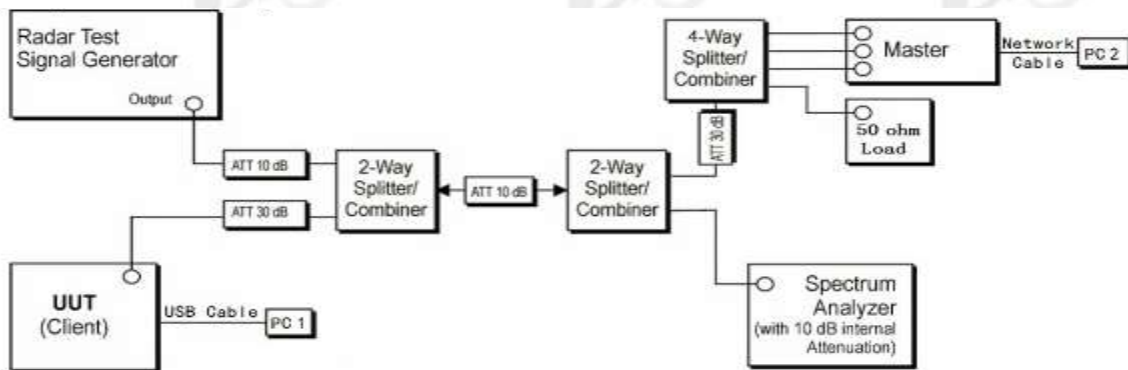 Radar Test
Signal Generator
Output
ATT 10 dB
2-Way
Splitter/
Combiner
ATT 30 dB
ATT 10 dB
2-Way
Splitter/
Combiner
ATT 30 dB
4-Way
Splitter/
Combiner
Master
Network
Cable
PC 2
50 ohm
Load
UUT
(Client)
USB Cable
PC 1
Spectrum
Analyzer
(with 10 dB internal
Attenuation)